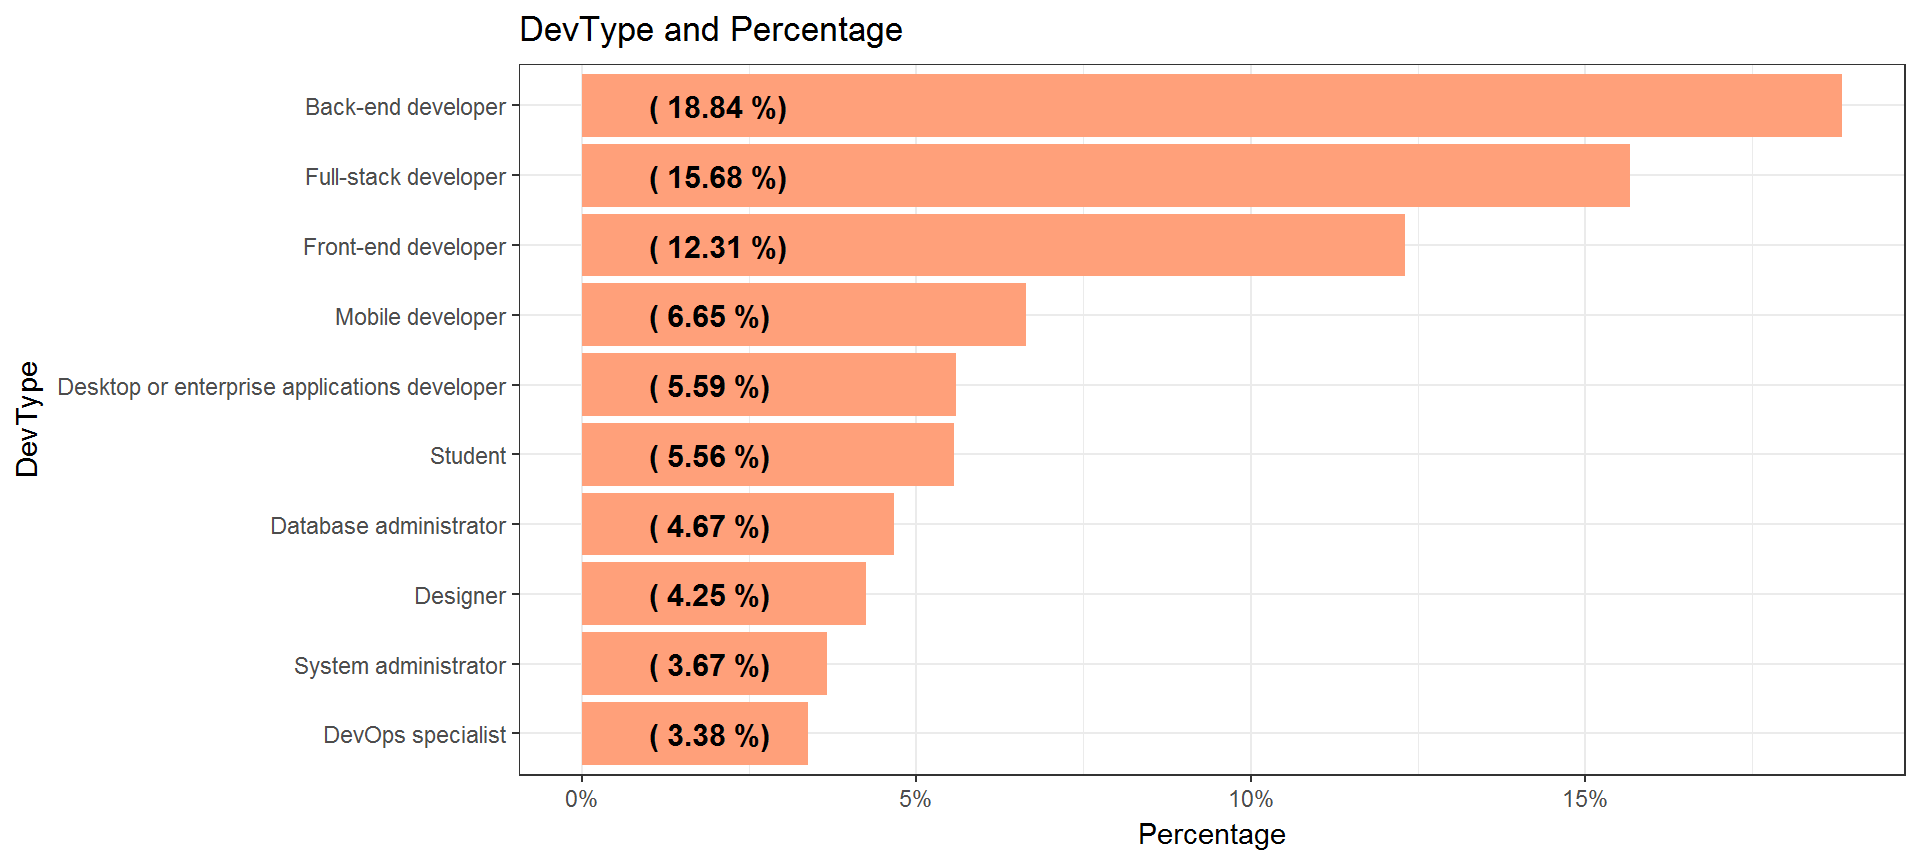 DevType and Percentage
Back-end developer ( 18.84 %)
Full-stack developer ( 15.68 %)
Front-end developer ( 12.31 %)
Mobile developer ( 6.65 %)
Desktop or enterprise applications developer ( 5.59 %)
Student ( 5.56 %)
Database administrator ( 4.67 %)
Designer ( 4.25 %)
System administrator ( 3.67 %)
DevOps specialist ( 3.38 %)
DevType
0% 5% 10% 15%
Percentage